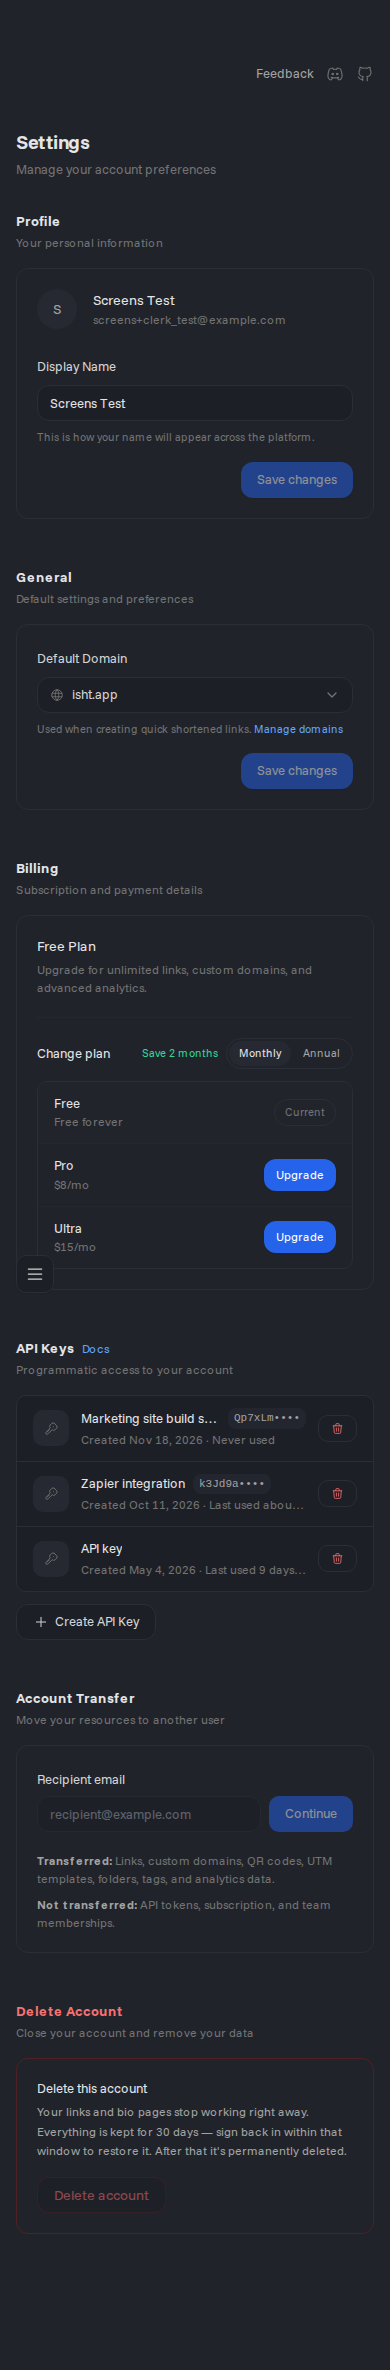 Feedback
Settings
Manage your account preferences
Profile
Your personal information
S
Screens Test
screens+clerk_test@example.com
Display Name
Screens Test
This is how your name will appear across the platform.
Save changes
General
Default settings and preferences
Default Domain
isht.app
Used when creating quick shortened links. Manage domains
Save changes
Billing
Subscription and payment details
Free Plan
Upgrade for unlimited links, custom domains, and
advanced analytics.
Change plan Save 2 months Monthly Annual
Free
Free forever
Current
Pro
$8/mo
Upgrade
Ultra
$15/mo
Upgrade
API Keys Docs
Programmatic access to your account
Marketing site build s... Qp7xLm••••
Created Nov 18, 2026 · Never used
Zapier integration k3Jd9a••••
Created Oct 11, 2026 · Last used abou...
API key
Created May 4, 2026 · Last used 9 days...
Create API Key
Account Transfer
Move your resources to another user
Recipient email
recipient@example.com
Continue
Transferred: Links, custom domains, QR codes, UTM
templates, folders, tags, and analytics data.
Not transferred: API tokens, subscription, and team
memberships.
Delete Account
Close your account and remove your data
Delete this account
Your links and bio pages stop working right away.
Everything is kept for 30 days — sign back in within that
window to restore it. After that it's permanently deleted.
Delete account